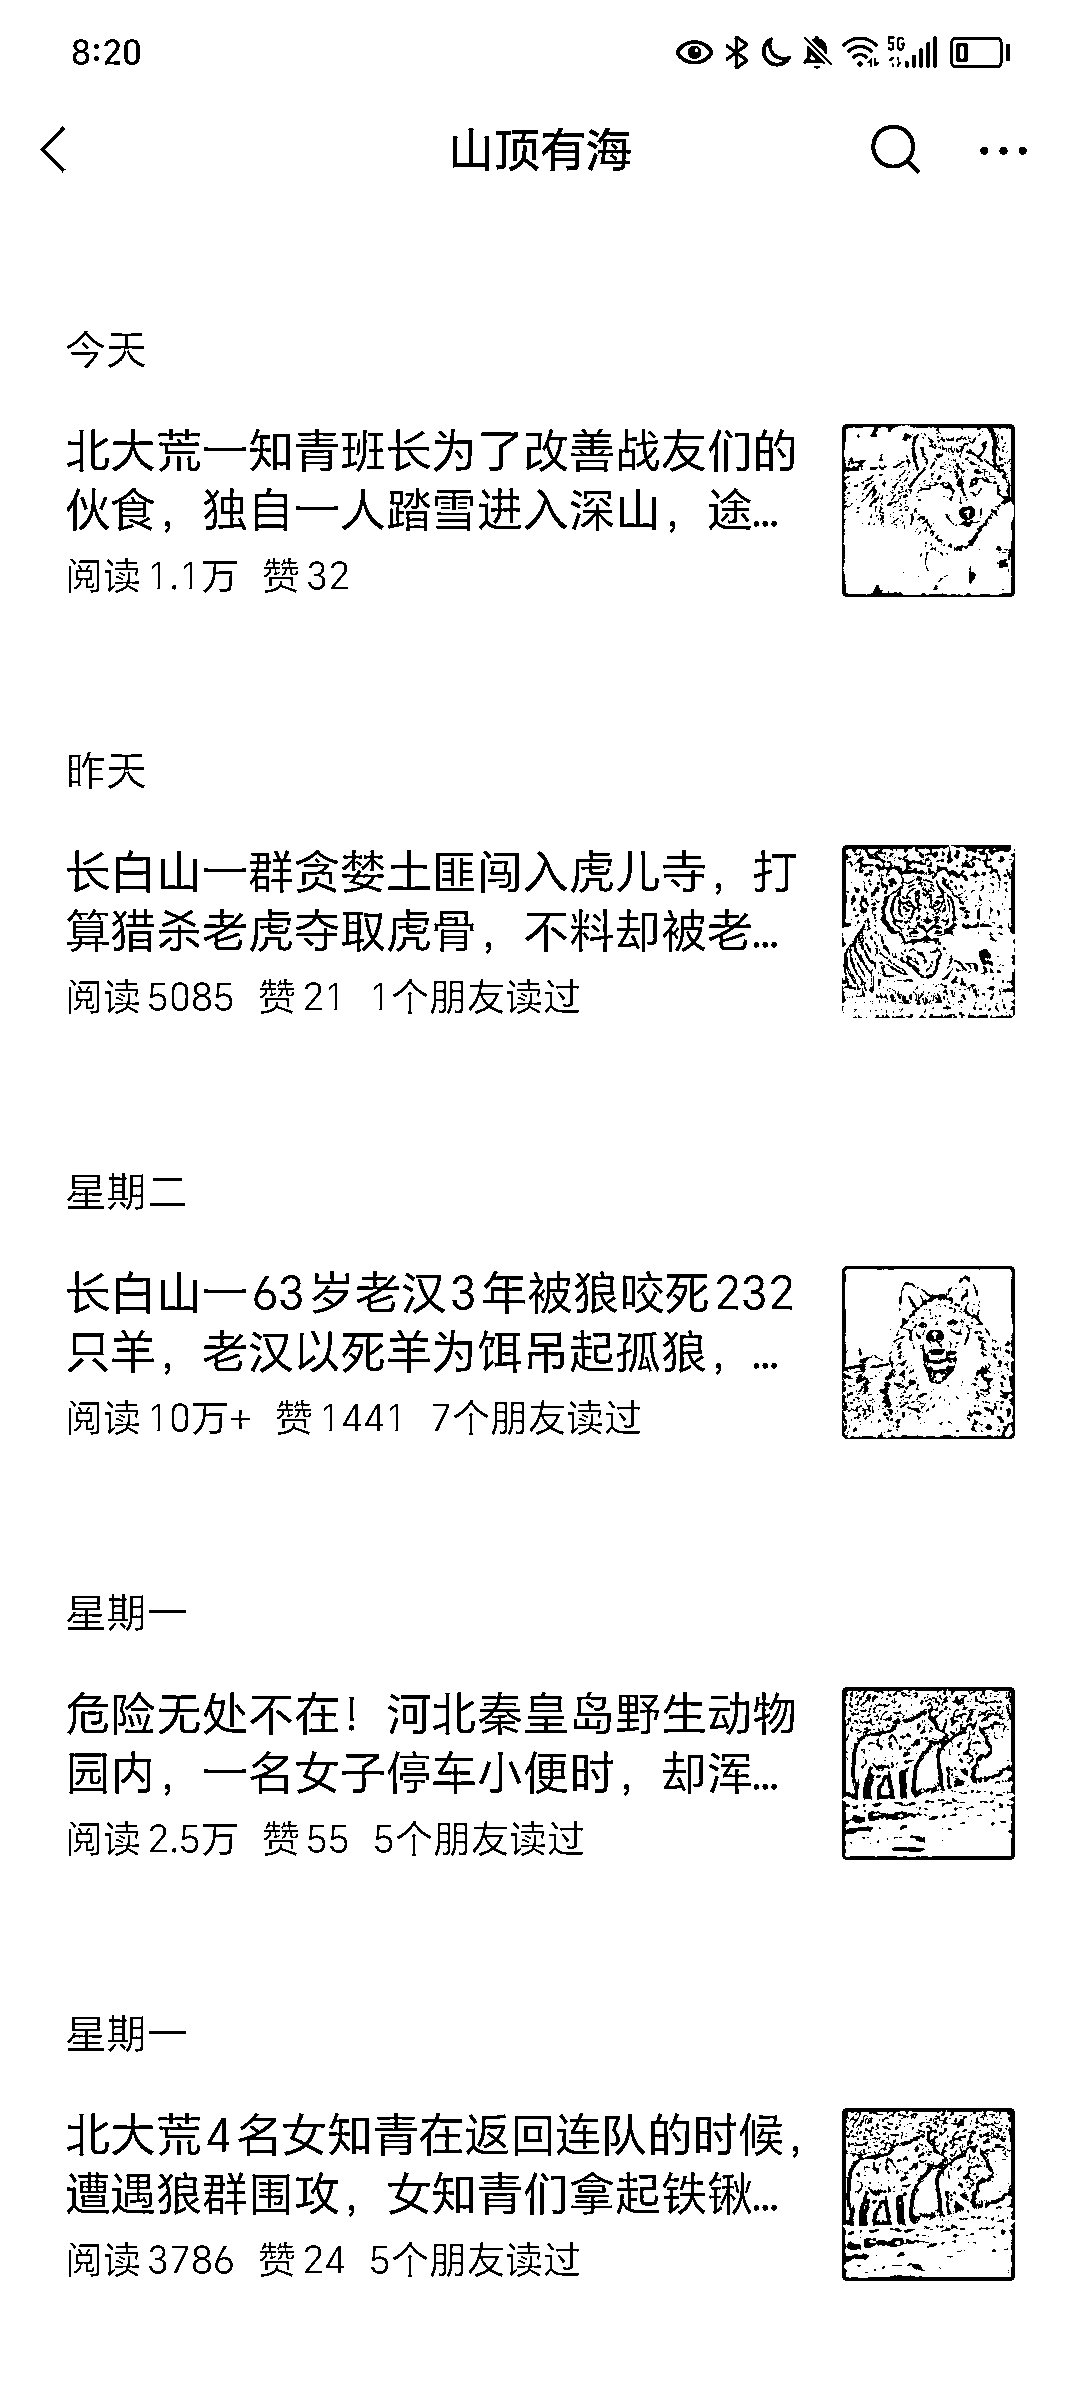 8:20
5G
山顶有海
今天
北大荒一知青班长为了改善战友们的
伙食，独自一人踏雪进入深山，途...
阅读 1.1万 赞 32
昨天
长白山一群贪婪土匪闯入虎儿寺，打
算猎杀老虎夺取虎骨，不料却被老...
阅读 5085 赞 21 1个朋友读过
星期二
长白山一63岁老汉3年被狼咬死232
只羊，老汉以死羊为饵吊起孤狼，...
阅读 10万+ 赞 1441 7个朋友读过
星期一
危险无处不在！河北秦皇岛野生动物
园内，一名女子停车小便时，却浑...
阅读 2.5万 赞 55 5个朋友读过
星期一
北大荒4名女知青在返回连队的时候，
遭遇狼群围攻，女知青们拿起铁锹...
阅读 3786 赞 24 5个朋友读过